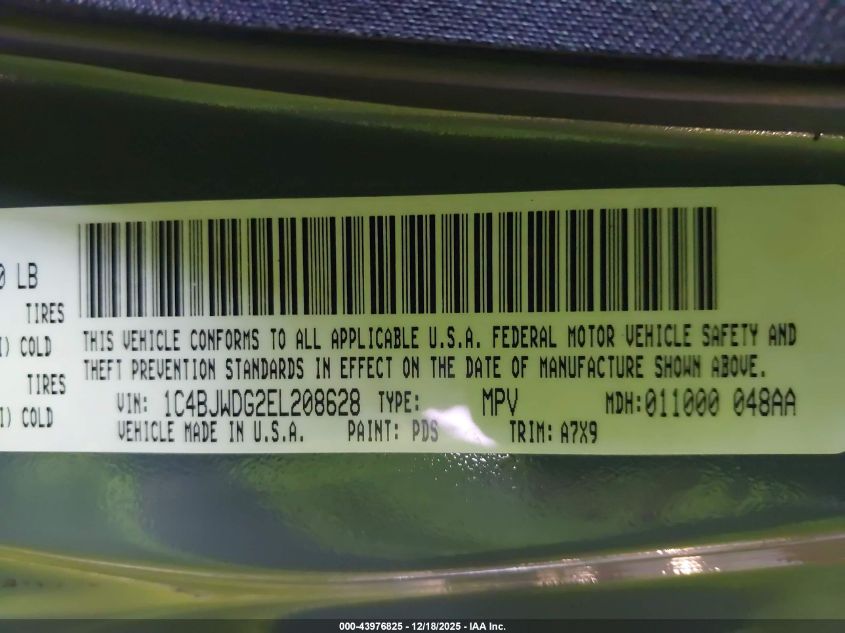 0 LB
TIRES
I) COLD
TIRES
I) COLD
THIS VEHICLE CONFORMS TO ALL APPLICABLE U.S.A. FEDERAL MOTOR VEHICLE SAFETY AND
THEFT PREVENTION STANDARDS IN EFFECT ON THE DATE OF MANUFACTURE SHOWN ABOVE.
VIN: 1C4BJWDG2EL208628 TYPE: MPV MDH: 011000 048AA
VEHICLE MADE IN U.S.A. PAINT: PDS TRIM: A7X9
000-43976825 - 12/18/2025 - IAA Inc.